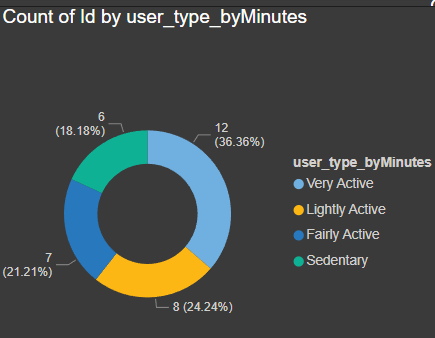 Count of Id by user_type_byMinutes
6
(18.18%)
12
(36.36%)
user_type_byMinutes
Very Active
Lightly Active
Fairly Active
Sedentary
7
(21.21%)
8 (24.24%)